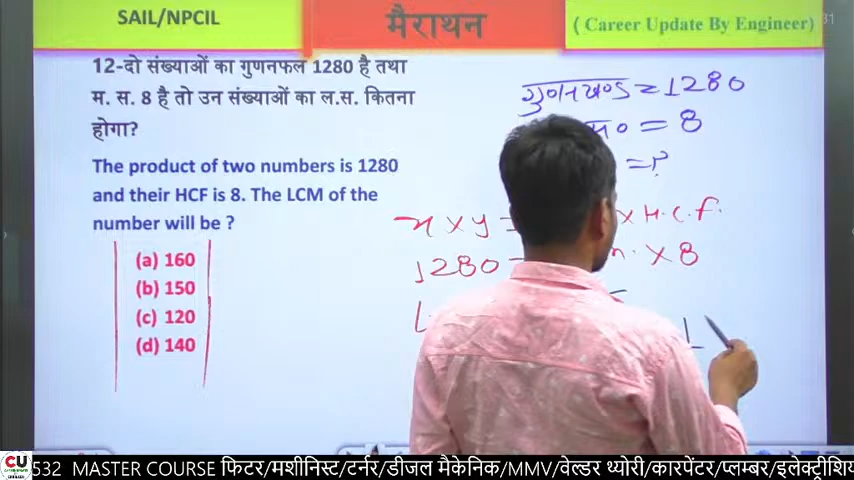 SAIL/NPCIL
मैराथन
( Career Update By Engineer)
31
12-दो संख्याओं का गुणनफल 1280 है तथा
म. स. 8 है तो उन संख्याओं का ल.स. कितना
होगा?
The product of two numbers is 1280
and their HCF is 8. The LCM of the
number will be ?
(a) 160
(b) 150
(c) 120
(d) 140
= 1280
स० = 8
= ?
x × y = × H.C.F.
1280 = × 8
L
CU
532 MASTER COURSE फिटर/मशीनिस्ट/टर्नर/डीजल मैकेनिक/MMV/वेल्डर थ्योरी/कारपेंटर/प्लम्बर/इलेक्ट्रीशिय